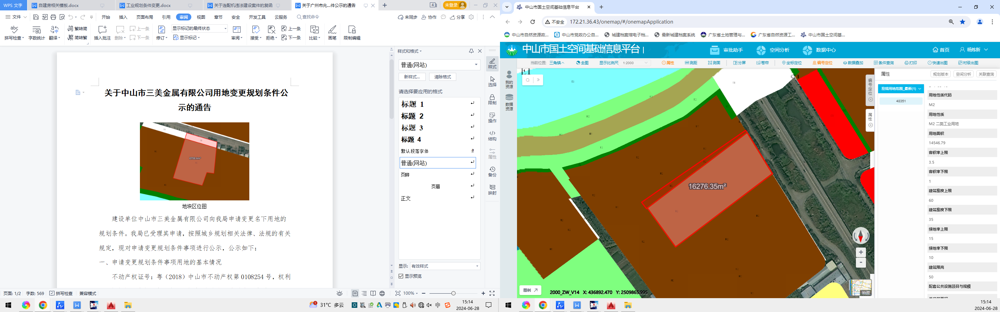 WPS 文字
自建房相关模板.docx
工业规划条件变更.docx
关于连配机违法建设案件的复函
关于广州市兆...件公示的通告
4
未登录
文件
开始
插入
页面布局
引用
审阅
视图
章节
安全
开发工具
云服务
查找命令
未同步
协作
分享
拼写检查
字数统计
翻译
繁转简
简转繁
插入批注
删除
上一条
下一条
修订
显示标记的最终状态
显示标记
审阅
接受
拒绝
上一条
下一条
比较
画笔
限制编辑
关于中山市三美金属有限公司用地变更规划条件公
示的通告
6706.4m²
地块区位图
建设单位中山市三美金属有限公司向我局申请变更名下用地的
规划条件。我局已受理其申请，按照城乡规划相关法律、法规的有关
规定，现对申请变更规划条件事项进行公示，公示如下：
一、申请变更规划条件事项用地的基本情况
不动产权证号：粤（2018）中山市不动产权第 0108254 号，权利
样式和格式
普通(网站)
新样式...
清除格式
请选择要应用的格式
标题 1
标题 2
标题 3
标题 4
默认段落字体
a
普通(网站)
页脚
页眉
正文
显示:
有效样式
显示预览
样式
选择
限制
操作
结构
属性
备份
映射
页面: 1/2
字数: 569
拼写检查
兼容模式
100%
31°C 多云
中
15:14
2024-06-28
中山市国土空间基础信息平台
不安全
172.21.36.43/onemap/#/onemapApplication
中山市自然资源政...
中山市党政办公自...
城建档案馆电子档...
最新城建档案系统
广东省土地管理与...
广东省自然资源工...
中山市国土空间基...
中山市国土空间基础信息平台 |
审批助手
空间分析
数据中心
首页
杨炼新
当前位置:
三角镇
全图
显示比例尺
1:2000
属性
测距
测面
分屏
卷帘
坐标定位
编号定位
数据叠加
条件查询
打印
快速出图
村级出图
我的
资源
数据
资源
16276.35m²
图例
2000_ZW_V14 X: 436892.470 Y: 2509865.995
地图
编号定位
属性
属性
规划版本
空间分析
关联查询
控规用地范围_最新(1)
48351
用地性质代码
M2
用地性质
M2 二类工业用地
用地面积
14546.79
容积率上限
3.5
容积率下限
1
建筑密度上限
60
建筑密度下限
35
绿地率上限
15
绿地率下限
10
建筑限高
50
配套公共设施项目与规模
15:14
2024-06-28